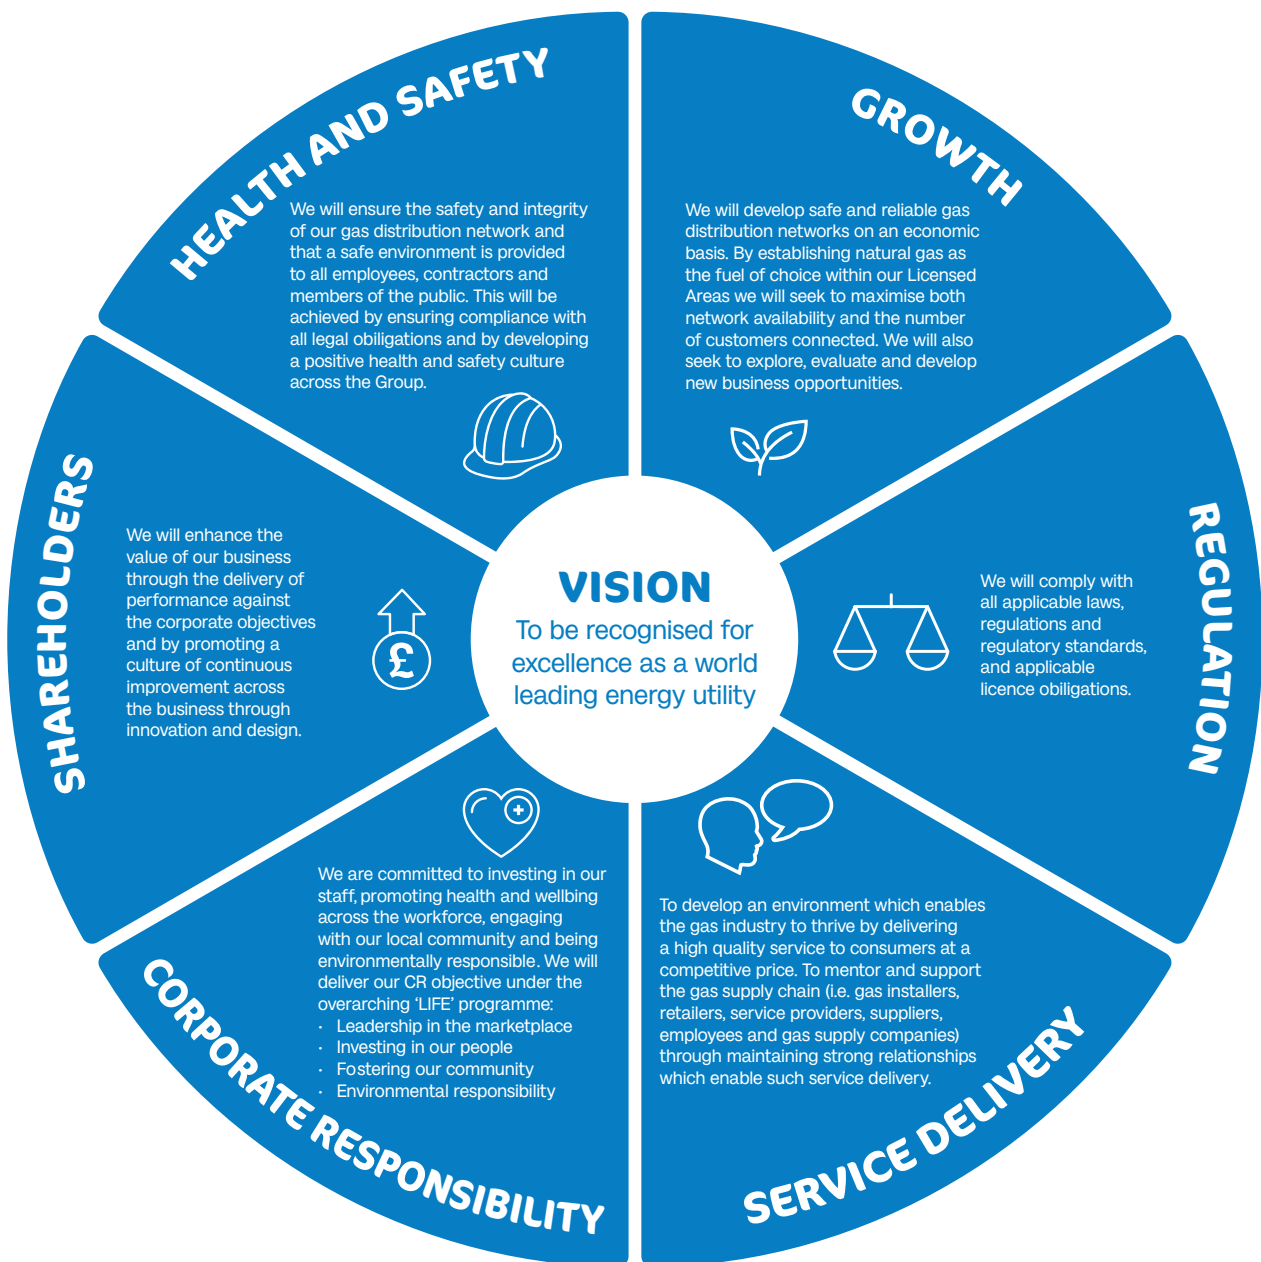 HEALTH AND SAFETY
We will ensure the safety and integrity
of our gas distribution network and
that a safe environment is provided
to all employees, contractors and
members of the public. This will be
achieved by ensuring compliance with
all legal obiligations and by developing
a positive health and safety culture
across the Group.
GROWTH
We will develop safe and reliable gas
distribution networks on an economic
basis. By establishing natural gas as
the fuel of choice within our Licensed
Areas we will seek to maximise both
network availability and the number
of customers connected. We will also
seek to explore, evaluate and develop
new business opportunities.
REGULATION
We will comply with
all applicable laws,
regulations and
regulatory standards,
and applicable
licence obiligations.
SERVICE DELIVERY
To develop an environment which enables
the gas industry to thrive by delivering
a high quality service to consumers at a
competitive price. To mentor and support
the gas supply chain (i.e. gas installers,
retailers, service providers, suppliers,
employees and gas supply companies)
through maintaining strong relationships
which enable such service delivery.
CORPORATE RESPONSIBILITY
We are committed to investing in our
staff, promoting health and wellbing
across the workforce, engaging
with our local community and being
environmentally responsible. We will
deliver our CR objective under the
overarching ‘LIFE’ programme:
· Leadership in the marketplace
· Investing in our people
· Fostering our community
· Environmental responsibility
SHAREHOLDERS
We will enhance the
value of our business
through the delivery of
performance against
the corporate objectives
and by promoting a
culture of continuous
improvement across
the business through
innovation and design.
£
VISION
To be recognised for
excellence as a world
leading energy utility